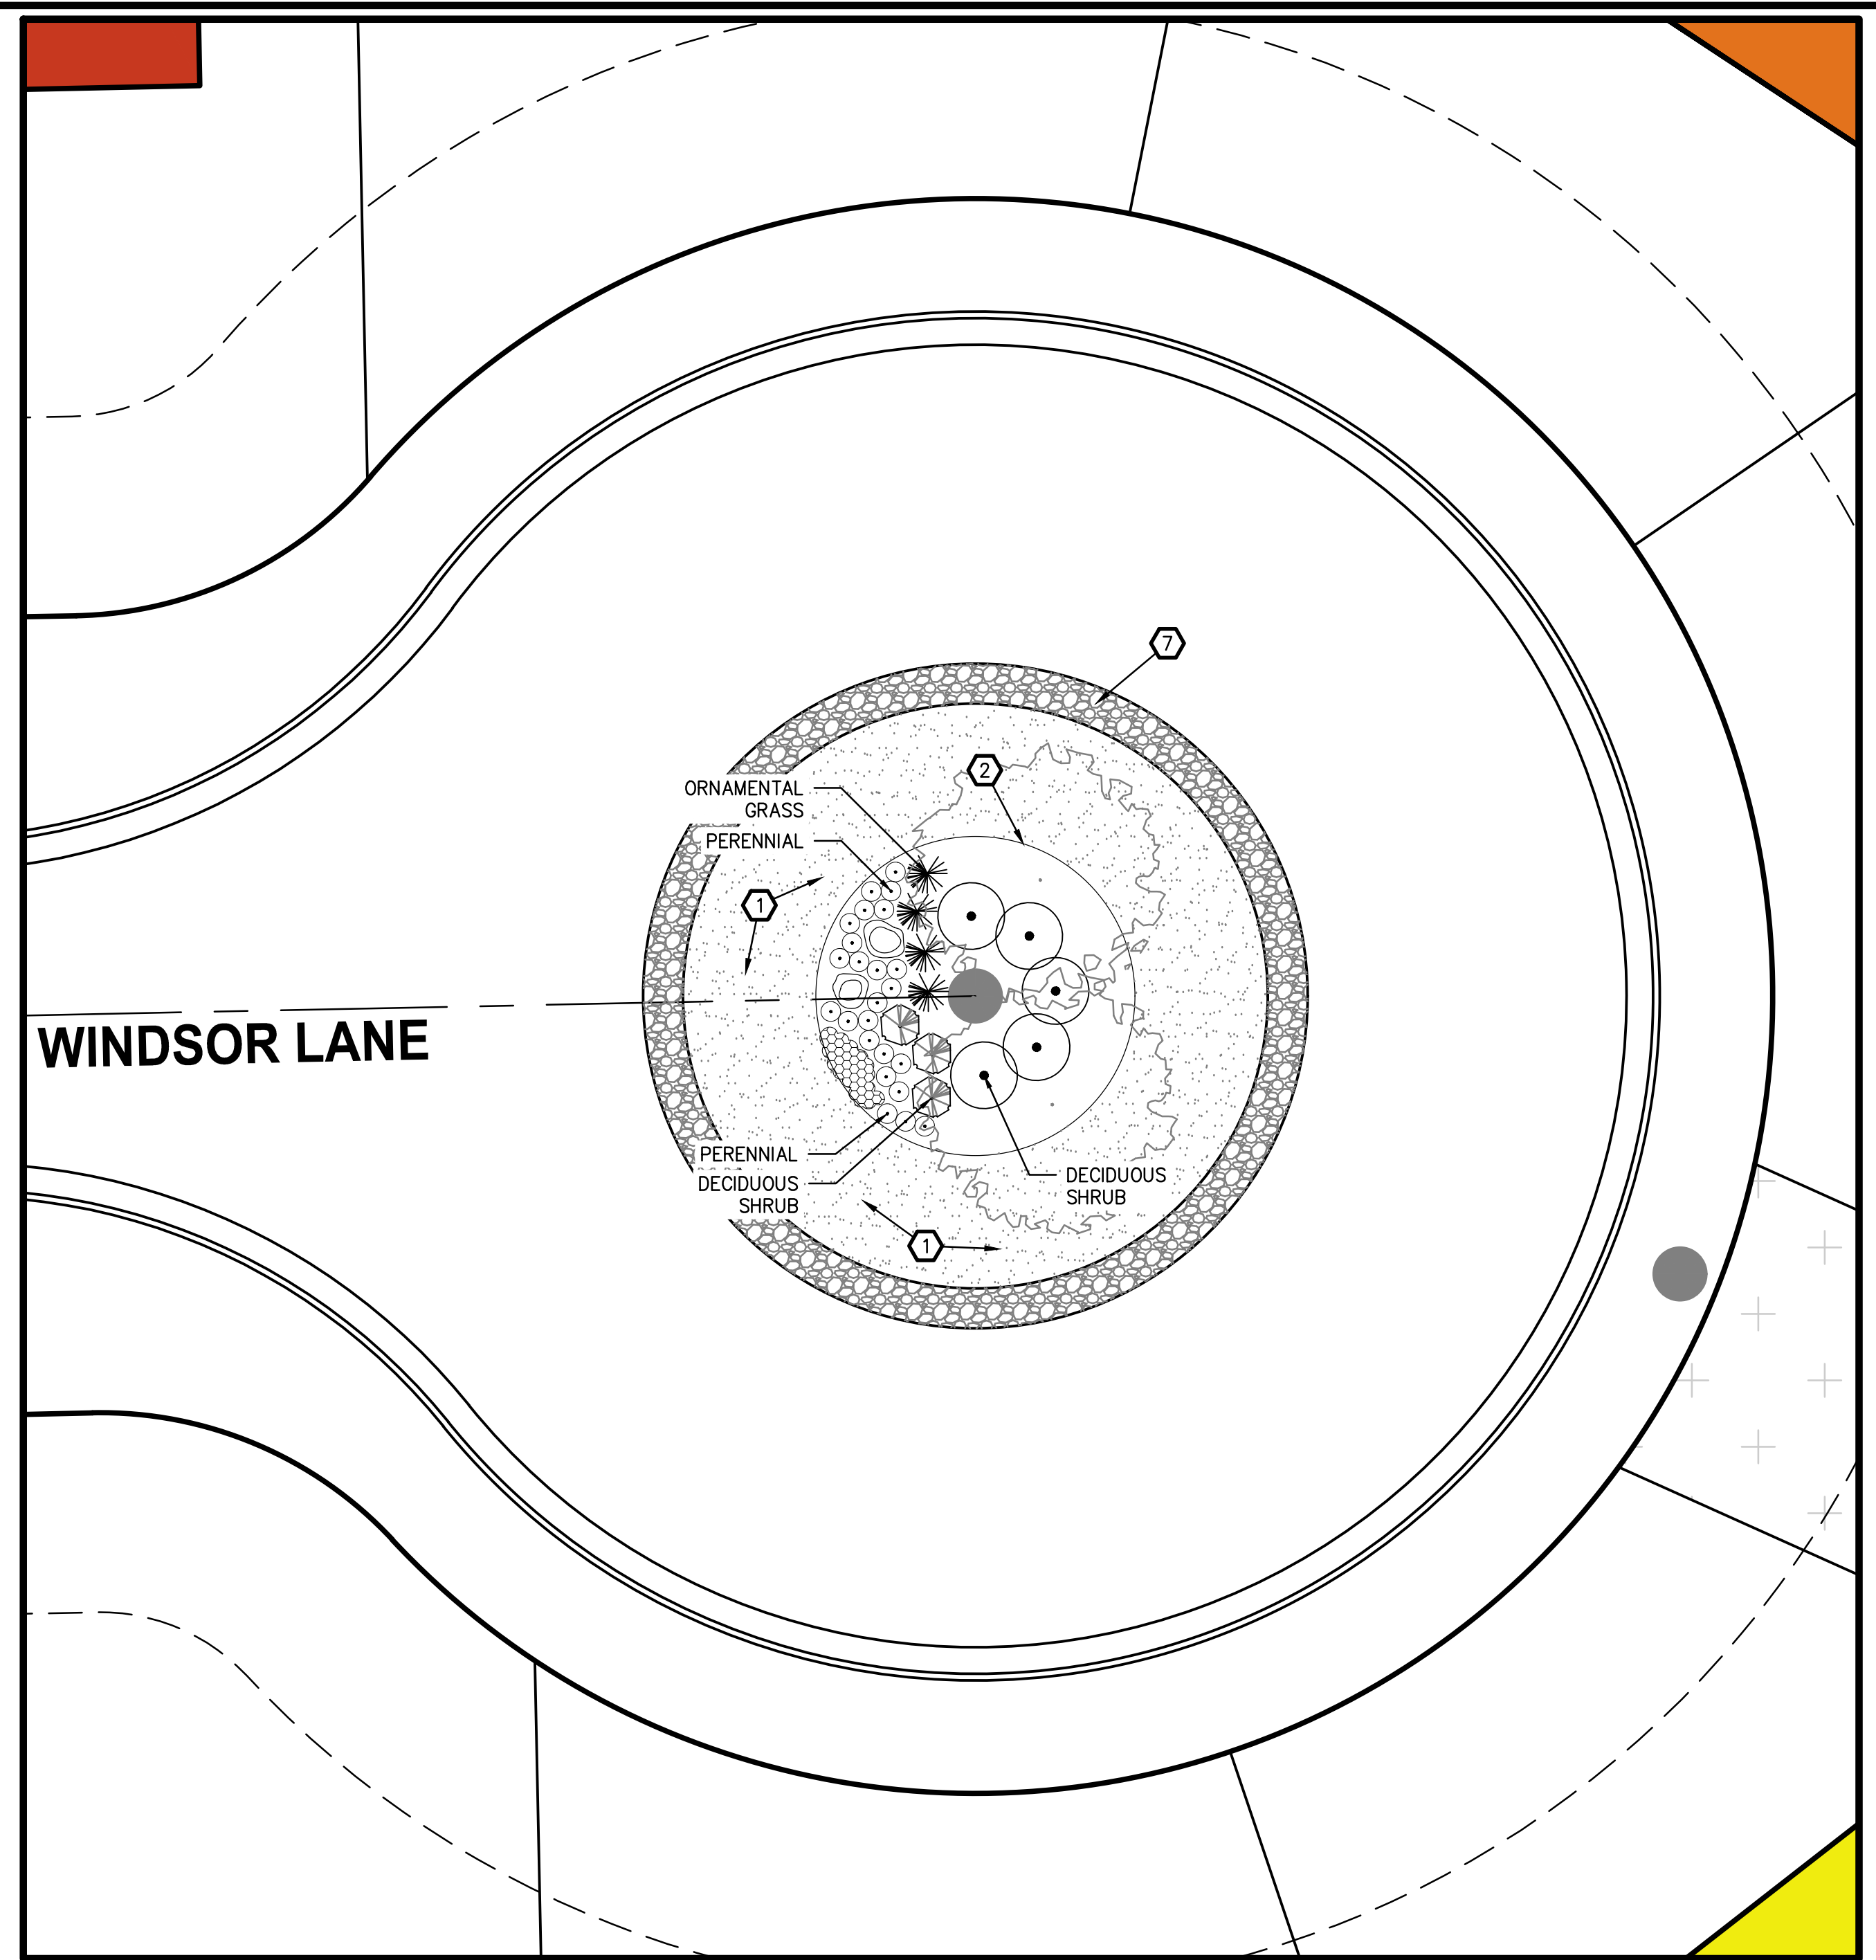 7
2
ORNAMENTAL
GRASS
PERENNIAL
1
WINDSOR LANE
PERENNIAL
DECIDUOUS
SHRUB
DECIDUOUS
SHRUB
1